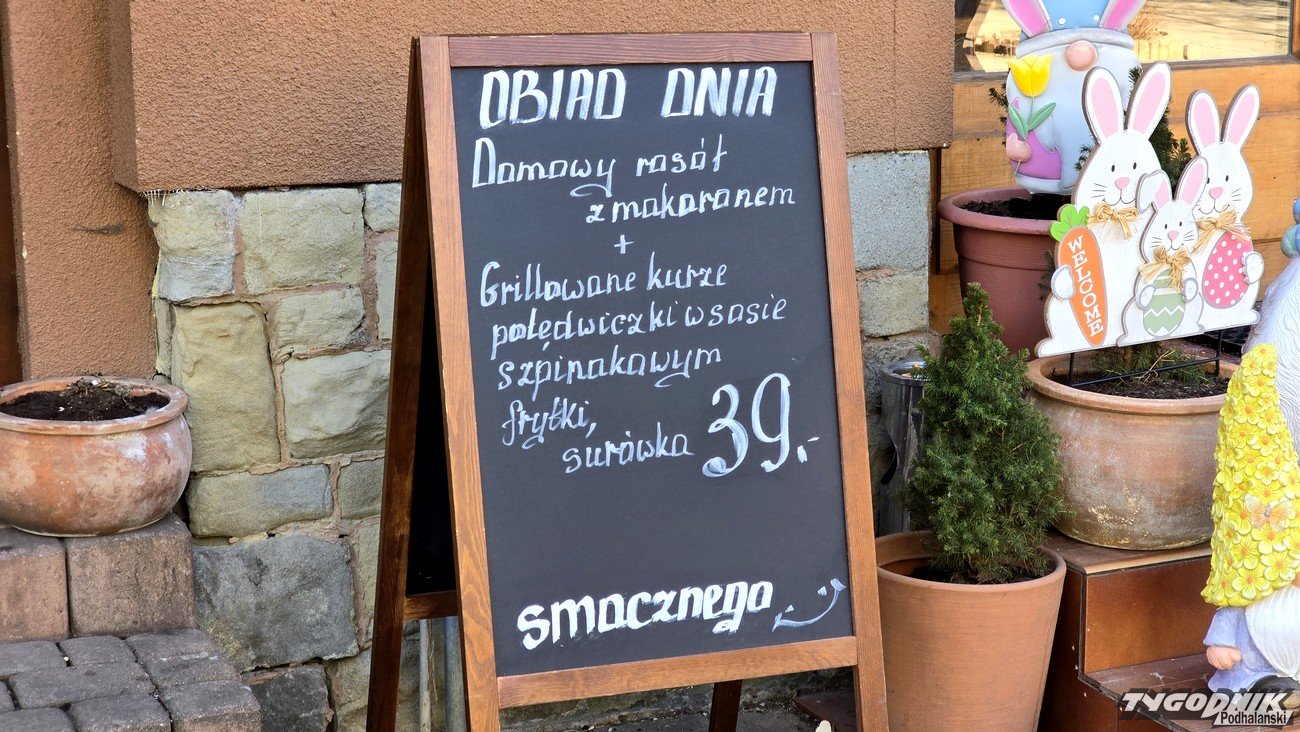 OBIAD DNIA
Domowy rosół
z makaronem
+
Grillowane kurze
polędwiczki w sosie
szpinakowym
frytki,
surówka 39,-
smacznego
WELCOME
TYGODNIK
Podhalański